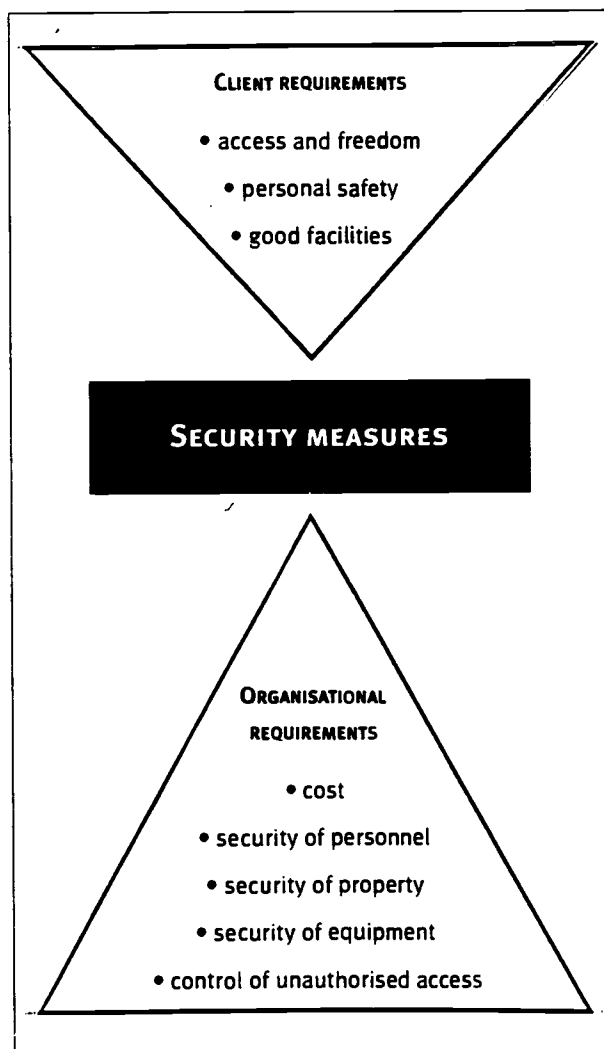 CLIENT REQUIREMENTS
• access and freedom
• personal safety
• good facilities
SECURITY MEASURES
ORGANISATIONAL
REQUIREMENTS
• cost
• security of personnel
• security of property
• security of equipment
• control of unauthorised access